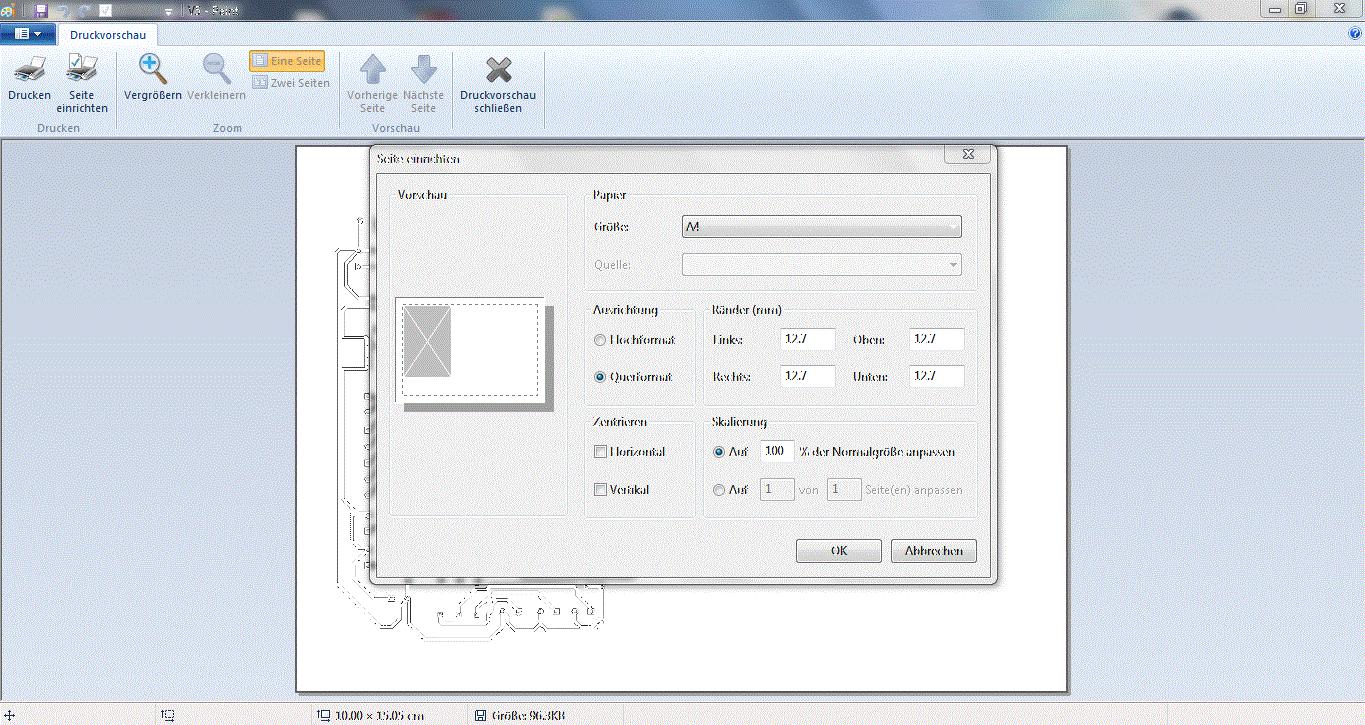 Druckvorschau
Drucken
Seite einrichten
Vergrößern
Verkleinern
Eine Seite
Zwei Seiten
Vorherige Seite
Nächste Seite
Druckvorschau schließen
Drucken
Zoom
Vorschau
Seite einrichten
Vorschau
Papier
Größe: A4
Quelle:
Ausrichtung
Hochformat
Querformat
Ränder (mm)
Links: 12.7 Oben: 12.7
Rechts: 12.7 Unten: 12.7
Zentrieren
Horizontal
Vertikal
Skalierung
Auf 100 % der Normalgröße anpassen
Auf 1 von 1 Seite(en) anpassen
OK Abbrechen
10.00 × 15.05 cm Größe: 96.3KB